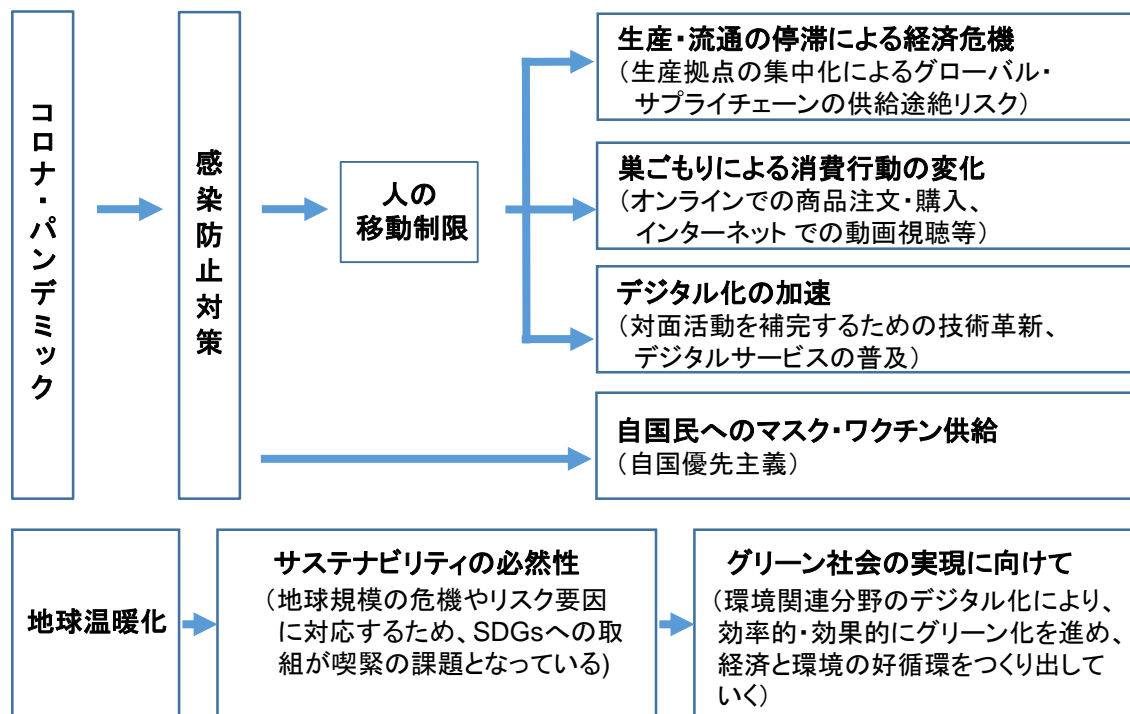 コロナ・パンデミック
感染防止対策
人の
移動制限
生産・流通の停滞による経済危機
（生産拠点の集中化によるグローバル・
サプライチェーンの供給途絶リスク）
巣ごもりによる消費行動の変化
（オンラインでの商品注文・購入、
インターネット での動画視聴等）
デジタル化の加速
（対面活動を補完するための技術革新、
デジタルサービスの普及）
自国民へのマスク・ワクチン供給
（自国優先主義）
地球温暖化
サステナビリティの必然性
（地球規模の危機やリスク要因
に対応するため、SDGsへの取
組が喫緊の課題となっている)
グリーン社会の実現に向けて
（環境関連分野のデジタル化により、
効率的・効果的にグリーン化を進め、
経済と環境の好循環をつくり出して
いく）